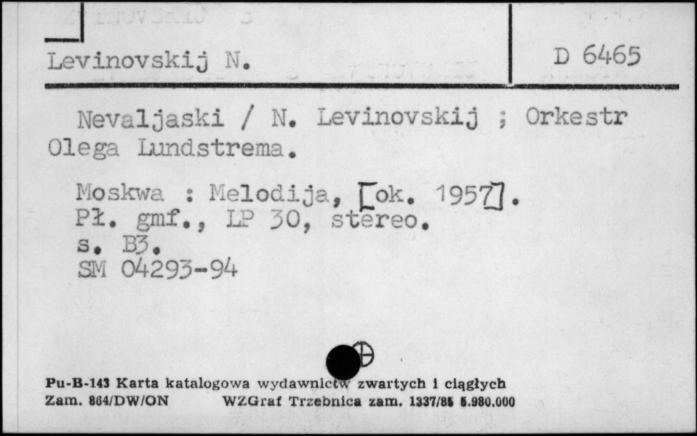 Levinovskij N.
D 6465
Nevaljaski / N. Levinovskij ; Orkestr
Olega Lundstrema.
Moskwa : Melodija, [ok. 1957].
Pł. gmf., LP 30, stereo.
s. B3.
SM 04293-94
Pu-B-143 Karta katalogowa wydawnictw zwartych i ciągłych
Zam. 864/DW/ON WZGraf Trzebnica zam. 1337/85 5.980.000